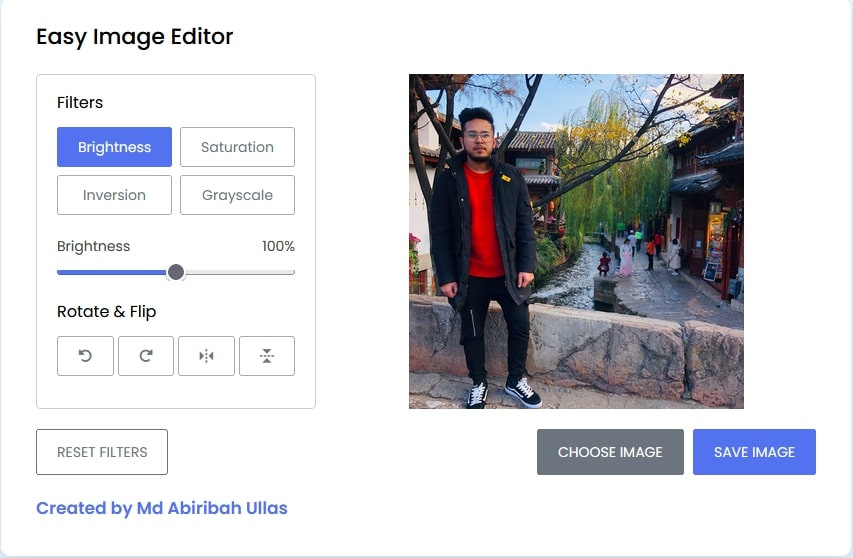 Easy Image Editor
Filters
Brightness Saturation
Inversion Grayscale
Brightness 100%
Rotate & Flip
RESET FILTERS CHOOSE IMAGE SAVE IMAGE
Created by Md Abiribah Ullas